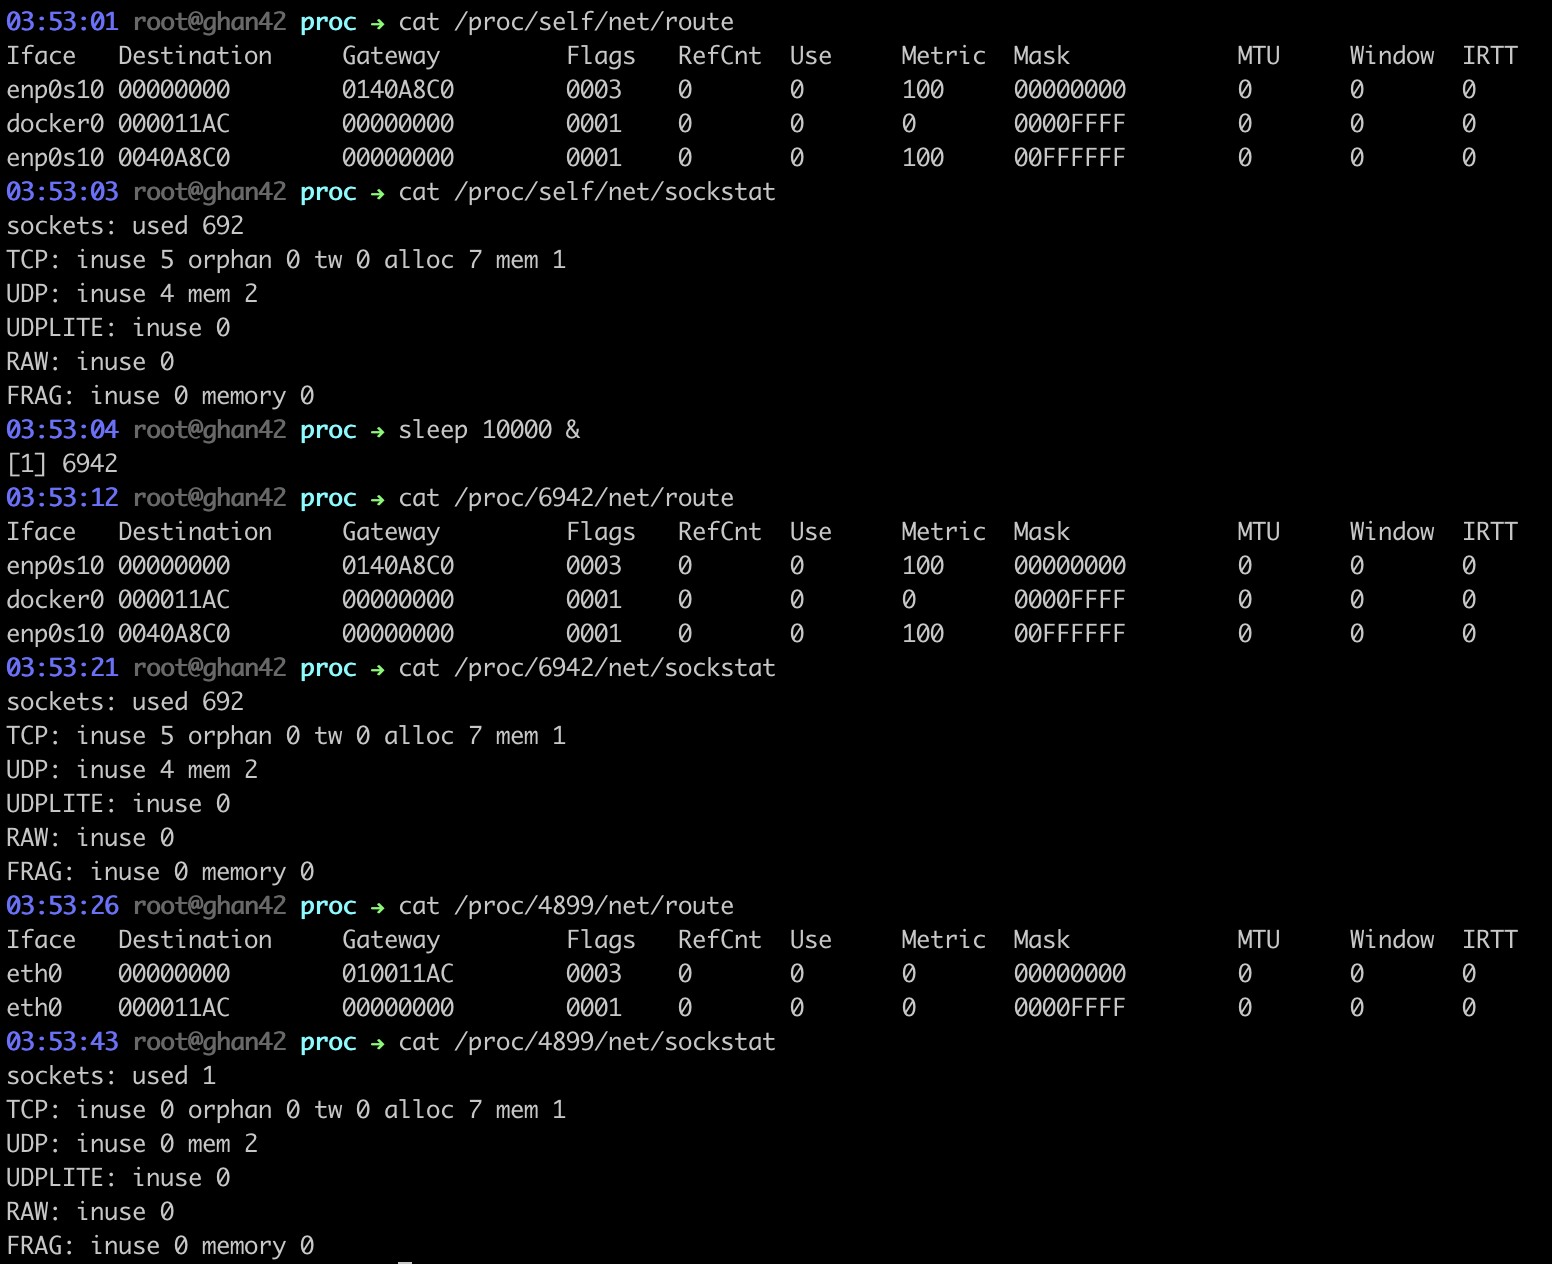 03:53:01 root@ghan42 proc → cat /proc/self/net/route
Iface Destination Gateway Flags RefCnt Use Metric Mask MTU Window IRTT
enp0s10 00000000 0140A8C0 0003 0 0 100 00000000 0 0 0
docker0 000011AC 00000000 0001 0 0 0 0000FFFF 0 0 0
enp0s10 0040A8C0 00000000 0001 0 0 100 00FFFFFF 0 0 0
03:53:03 root@ghan42 proc → cat /proc/self/net/sockstat
sockets: used 692
TCP: inuse 5 orphan 0 tw 0 alloc 7 mem 1
UDP: inuse 4 mem 2
UDPLITE: inuse 0
RAW: inuse 0
FRAG: inuse 0 memory 0
03:53:04 root@ghan42 proc → sleep 10000 &
[1] 6942
03:53:12 root@ghan42 proc → cat /proc/6942/net/route
Iface Destination Gateway Flags RefCnt Use Metric Mask MTU Window IRTT
enp0s10 00000000 0140A8C0 0003 0 0 100 00000000 0 0 0
docker0 000011AC 00000000 0001 0 0 0 0000FFFF 0 0 0
enp0s10 0040A8C0 00000000 0001 0 0 100 00FFFFFF 0 0 0
03:53:21 root@ghan42 proc → cat /proc/6942/net/sockstat
sockets: used 692
TCP: inuse 5 orphan 0 tw 0 alloc 7 mem 1
UDP: inuse 4 mem 2
UDPLITE: inuse 0
RAW: inuse 0
FRAG: inuse 0 memory 0
03:53:26 root@ghan42 proc → cat /proc/4899/net/route
Iface Destination Gateway Flags RefCnt Use Metric Mask MTU Window IRTT
eth0 00000000 010011AC 0003 0 0 0 00000000 0 0 0
eth0 000011AC 00000000 0001 0 0 0 0000FFFF 0 0 0
03:53:43 root@ghan42 proc → cat /proc/4899/net/sockstat
sockets: used 1
TCP: inuse 0 orphan 0 tw 0 alloc 7 mem 1
UDP: inuse 0 mem 2
UDPLITE: inuse 0
RAW: inuse 0
FRAG: inuse 0 memory 0